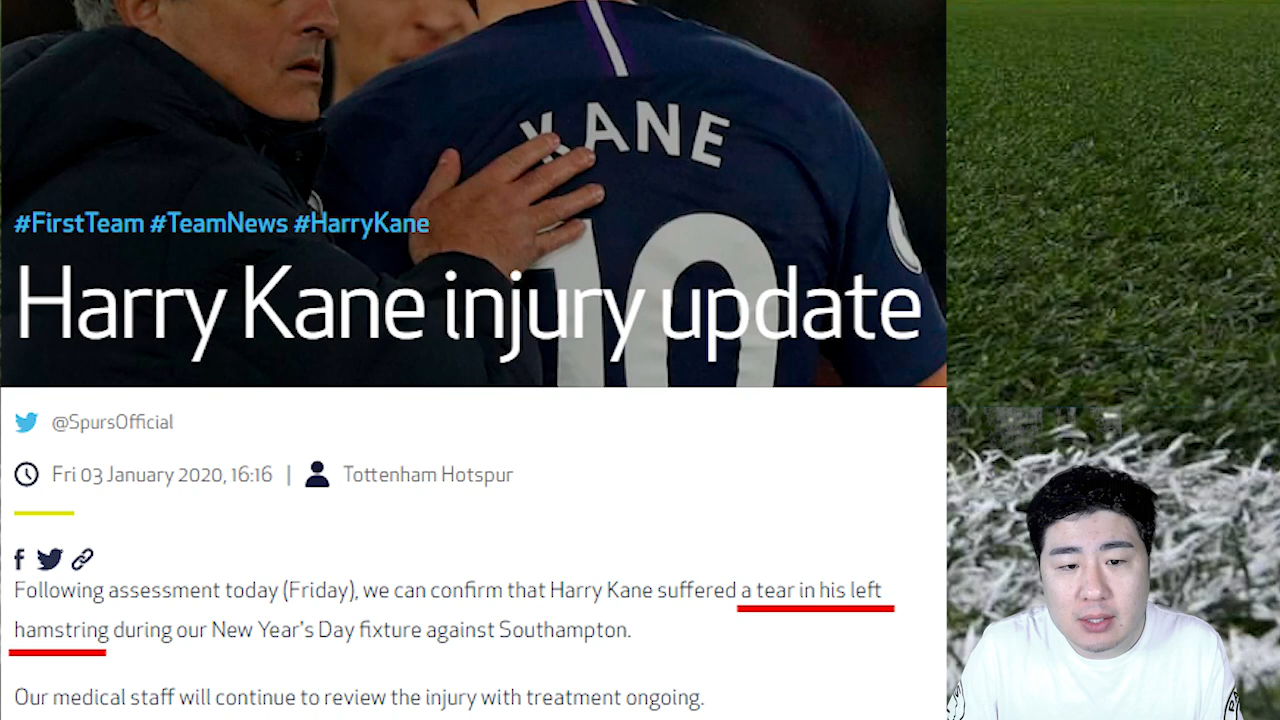 KANE
10
#FirstTeam #TeamNews #HarryKane
Harry Kane injury update
@SpursOfficial
Fri 03 January 2020, 16:16 | Tottenham Hotspur
Following assessment today (Friday), we can confirm that Harry Kane suffered a tear in his left
hamstring during our New Year's Day fixture against Southampton.
Our medical staff will continue to review the injury with treatment ongoing.